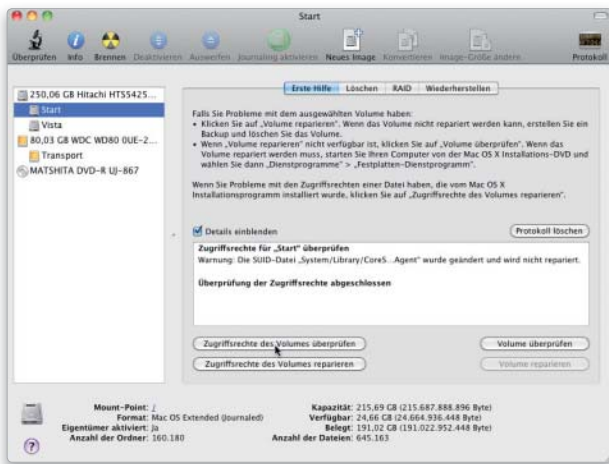 Start
Überprüfen Info Brennen Deaktivieren Auswerfen Journaling aktivieren Neues Image Konvertieren Image-Größe ändern Protokoll
250,06 GB Hitachi HTS5425...
Start
Vista
80,03 GB WDC WD80 0UE-2...
Transport
MATSHITA DVD-R UJ-867
Erste Hilfe Löschen RAID Wiederherstellen
Falls Sie Probleme mit dem ausgewählten Volume haben:
• Klicken Sie auf „Volume reparieren“. Wenn das Volume nicht repariert werden kann, erstellen Sie ein
Backup und löschen Sie das Volume.
• Wenn „Volume reparieren“ nicht verfügbar ist, klicken Sie auf „Volume überprüfen“. Wenn das
Volume repariert werden muss, starten Sie Ihren Computer von der Mac OS X Installations-DVD und
wählen Sie dann „Dienstprogramme“ > „Festplatten-Dienstprogramm“.
Wenn Sie Probleme mit den Zugriffsrechten einer Datei haben, die vom Mac OS X
Installationsprogramm installiert wurde, klicken Sie auf „Zugriffsrechte des Volumes reparieren“.
Details einblenden
Protokoll löschen
Zugriffsrechte für „Start“ überprüfen
Warnung: Die SUID-Datei „System/Library/CoreS...Agent“ wurde geändert und wird nicht repariert.
Überprüfung der Zugriffsrechte abgeschlossen
Zugriffsrechte des Volumes überprüfen Volume überprüfen
Zugriffsrechte des Volumes reparieren Volume reparieren
Mount-Point: / Kapazität: 215,69 GB (215.687.888.896 Byte)
Format: Mac OS Extended (Journaled) Verfügbar: 24,66 GB (24.664.936.448 Byte)
Eigentümer aktiviert: Ja Belegt: 191,02 GB (191.022.952.448 Byte)
Anzahl der Ordner: 160.180 Anzahl der Dateien: 645.163